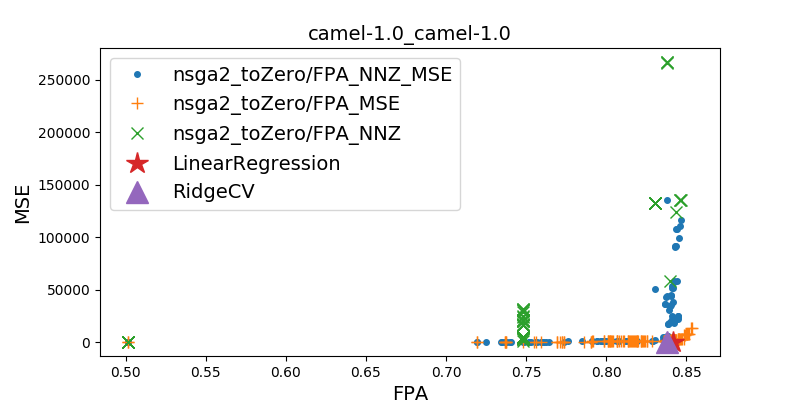 camel-1.0_camel-1.0
nsga2_toZero/FPA_NNZ_MSE
nsga2_toZero/FPA_MSE
nsga2_toZero/FPA_NNZ
LinearRegression
RidgeCV
MSE
250000
200000
150000
100000
50000
0
0.50 0.55 0.60 0.65 0.70 0.75 0.80 0.85
FPA